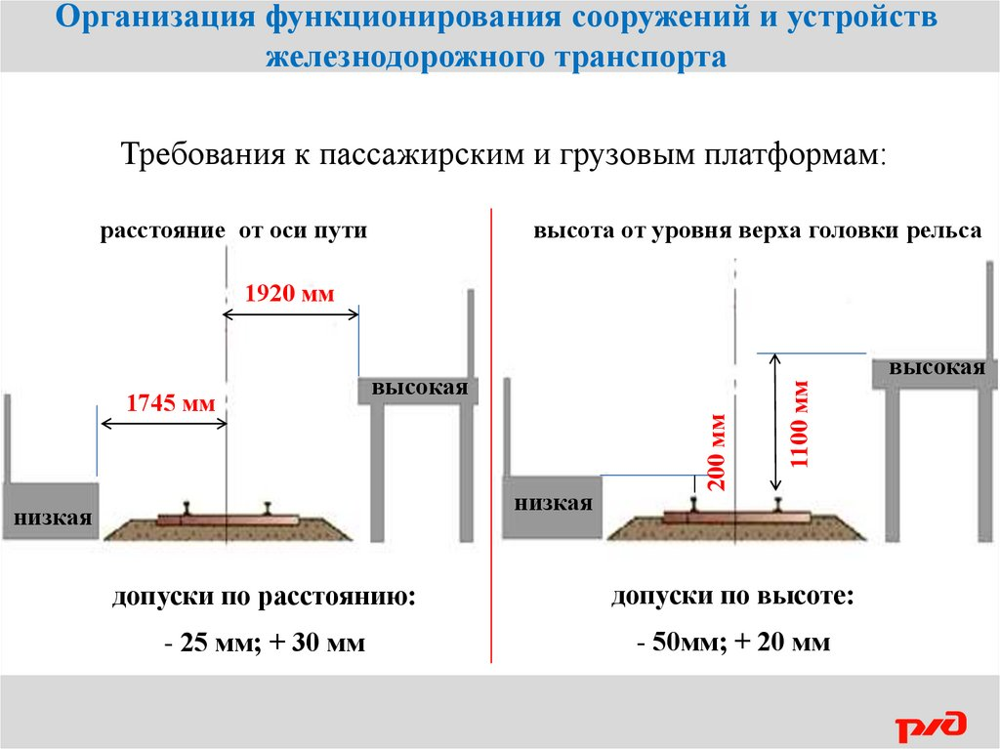 Организация функционирования сооружений и устройств
железнодорожного транспорта
Требования к пассажирским и грузовым платформам:
расстояние от оси пути
1920 мм
1745 мм
высокая
низкая
допуски по расстоянию:
- 25 мм; + 30 мм
высота от уровня верха головки рельса
высокая
1100 мм
200 мм
низкая
допуски по высоте:
- 50мм; + 20 мм
ржд